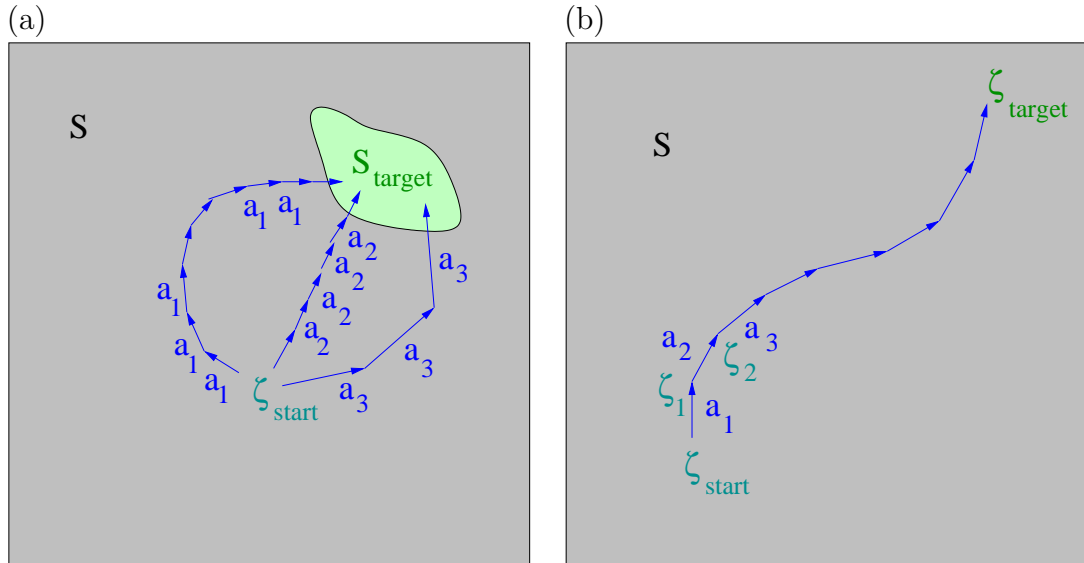 (a)
S
S_target
a_1 a_1
a_2
a_2
a_3
a_1
a_2
a_2
a_1
a_3
a_1
a_3
ζ_start
(b)
ζ_target
S
a_2
a_3
ζ_2
ζ_1
a_1
ζ_start